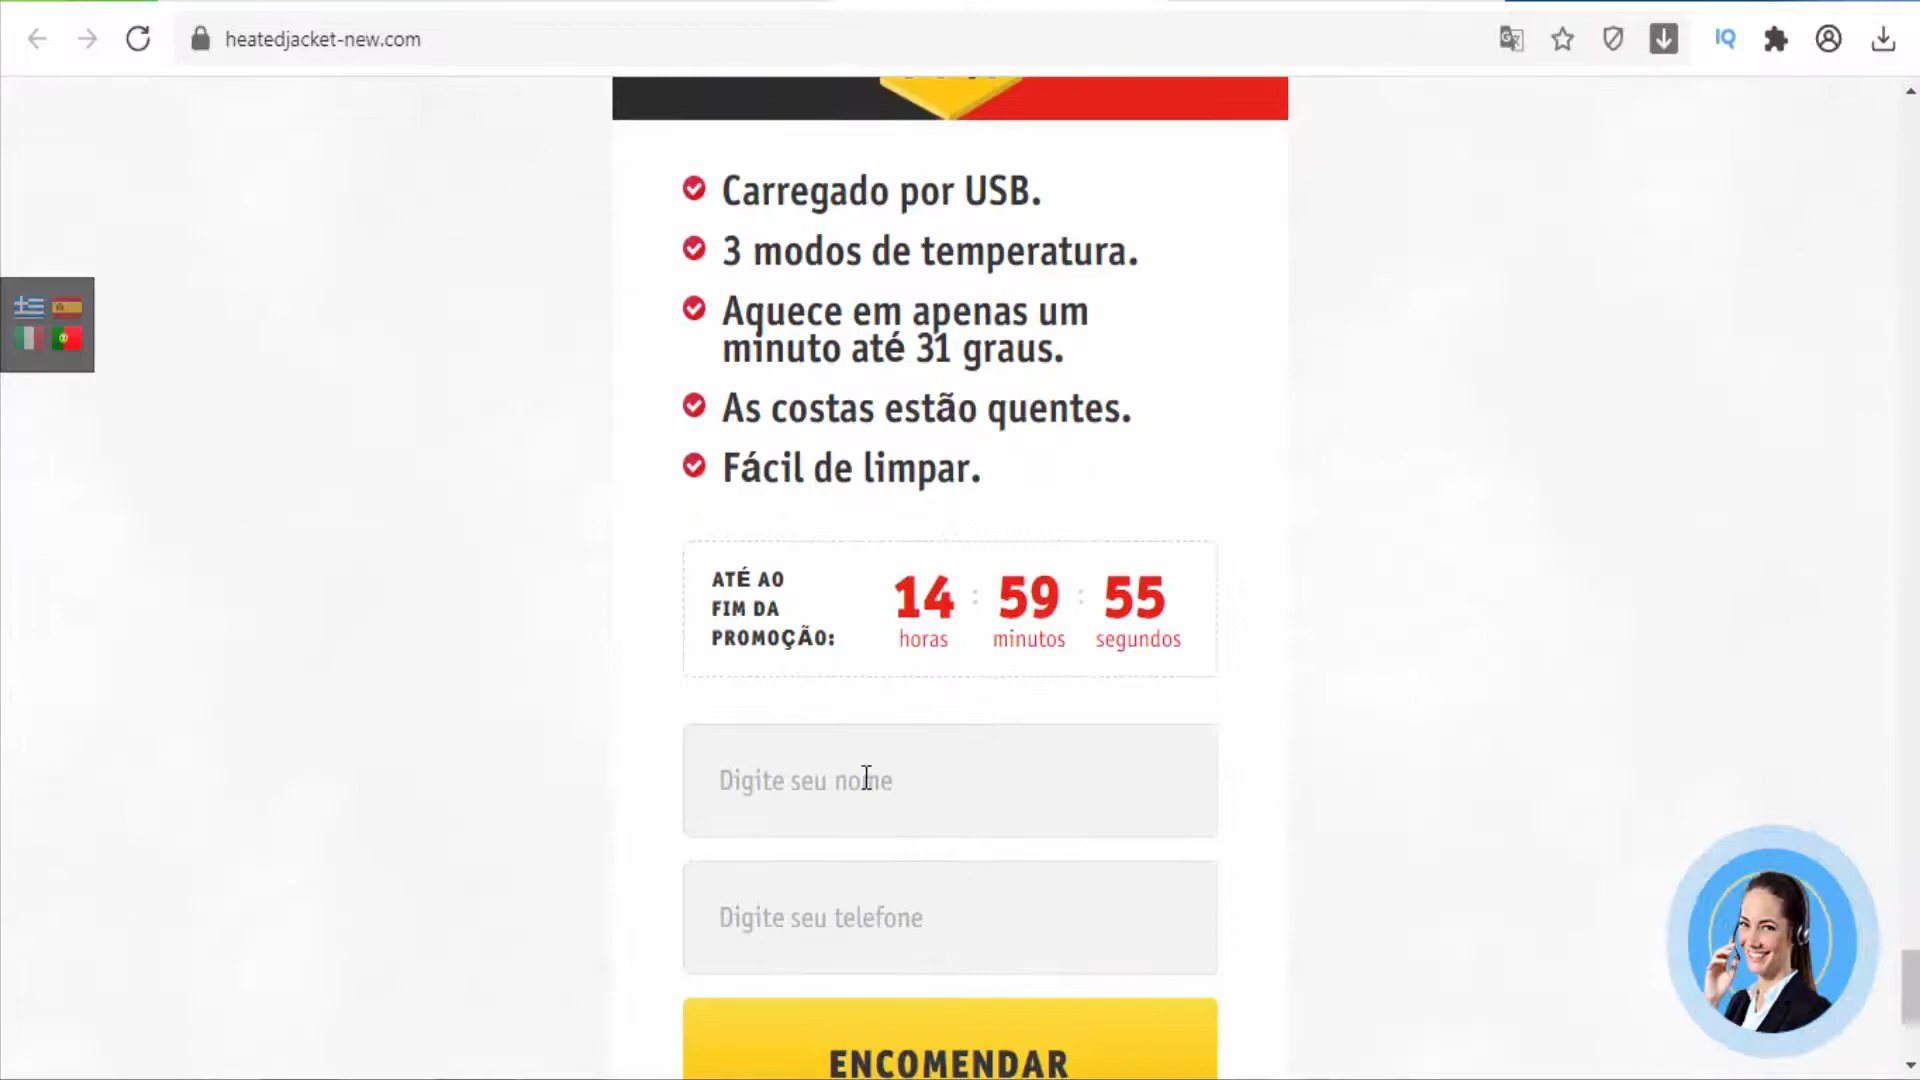 heatedjacket-new.com
IQ
Carregado por USB.
3 modos de temperatura.
Aquece em apenas um
minuto até 31 graus.
As costas estão quentes.
Fácil de limpar.
ATÉ AO
FIM DA
PROMOÇÃO:
14 : 59 : 55
horas minutos segundos
Digite seu nome
Digite seu telefone
ENCOMENDAR